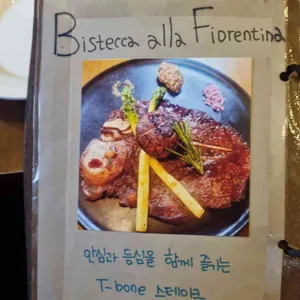 Bistecca alla Fiorentina
안심과 등심을 함께 즐기는
T-bone 스테이크